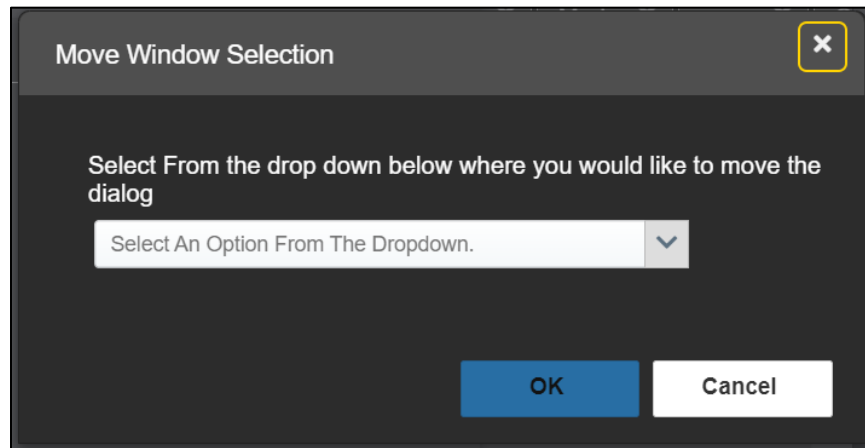 Move Window Selection
Select From the drop down below where you would like to move the
dialog
Select An Option From The Dropdown.
OK Cancel